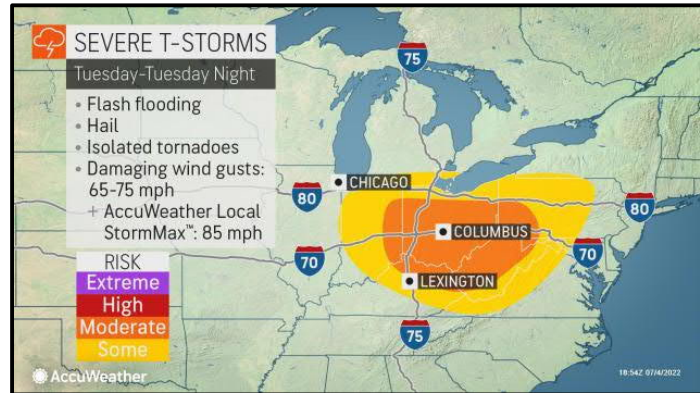 SEVERE T-STORMS
Tuesday-Tuesday Night
• Flash flooding
• Hail
• Isolated tornadoes
• Damaging wind gusts:
65-75 mph
+ AccuWeather Local
StormMax™: 85 mph
RISK
Extreme
High
Moderate
Some
AccuWeather
75
CHICAGO
80
80
COLUMBUS
70
70
LEXINGTON
75
18:54Z 07/4/2022